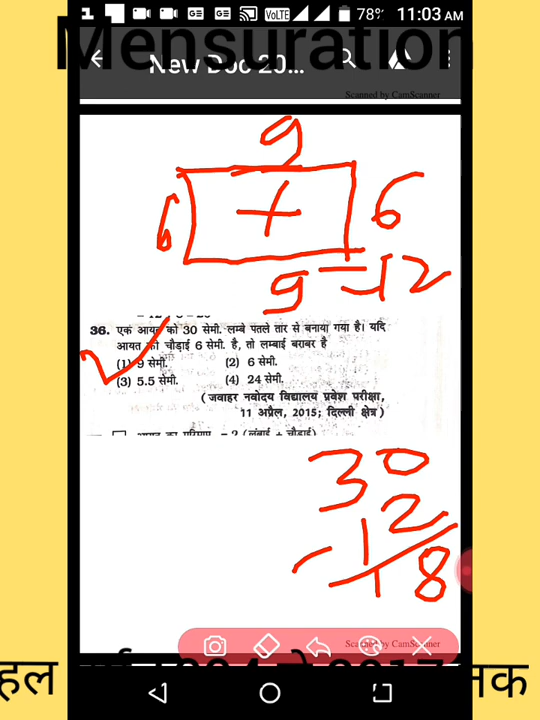 78° 11:03 AM
Mensuration
New Doc 20...
Scanned by CamScanner
9
6 6
9 = 12
36. एक आयत को 30 सेमी. लम्बे पतले तार से बनाया गया है। यदि
आयत की चौड़ाई 6 सेमी. है, तो लम्बाई बराबर है
(1) 9 सेमी. (2) 6 सेमी.
(3) 5.5 सेमी. (4) 24 सेमी.
(जवाहर नवोदय विद्यालय प्रवेश परीक्षा,
11 अप्रैल, 2015; दिल्ली क्षेत्र)
= 2 (लंबाई + चौड़ाई)
30
- 12
18
Scanned by CamScanner